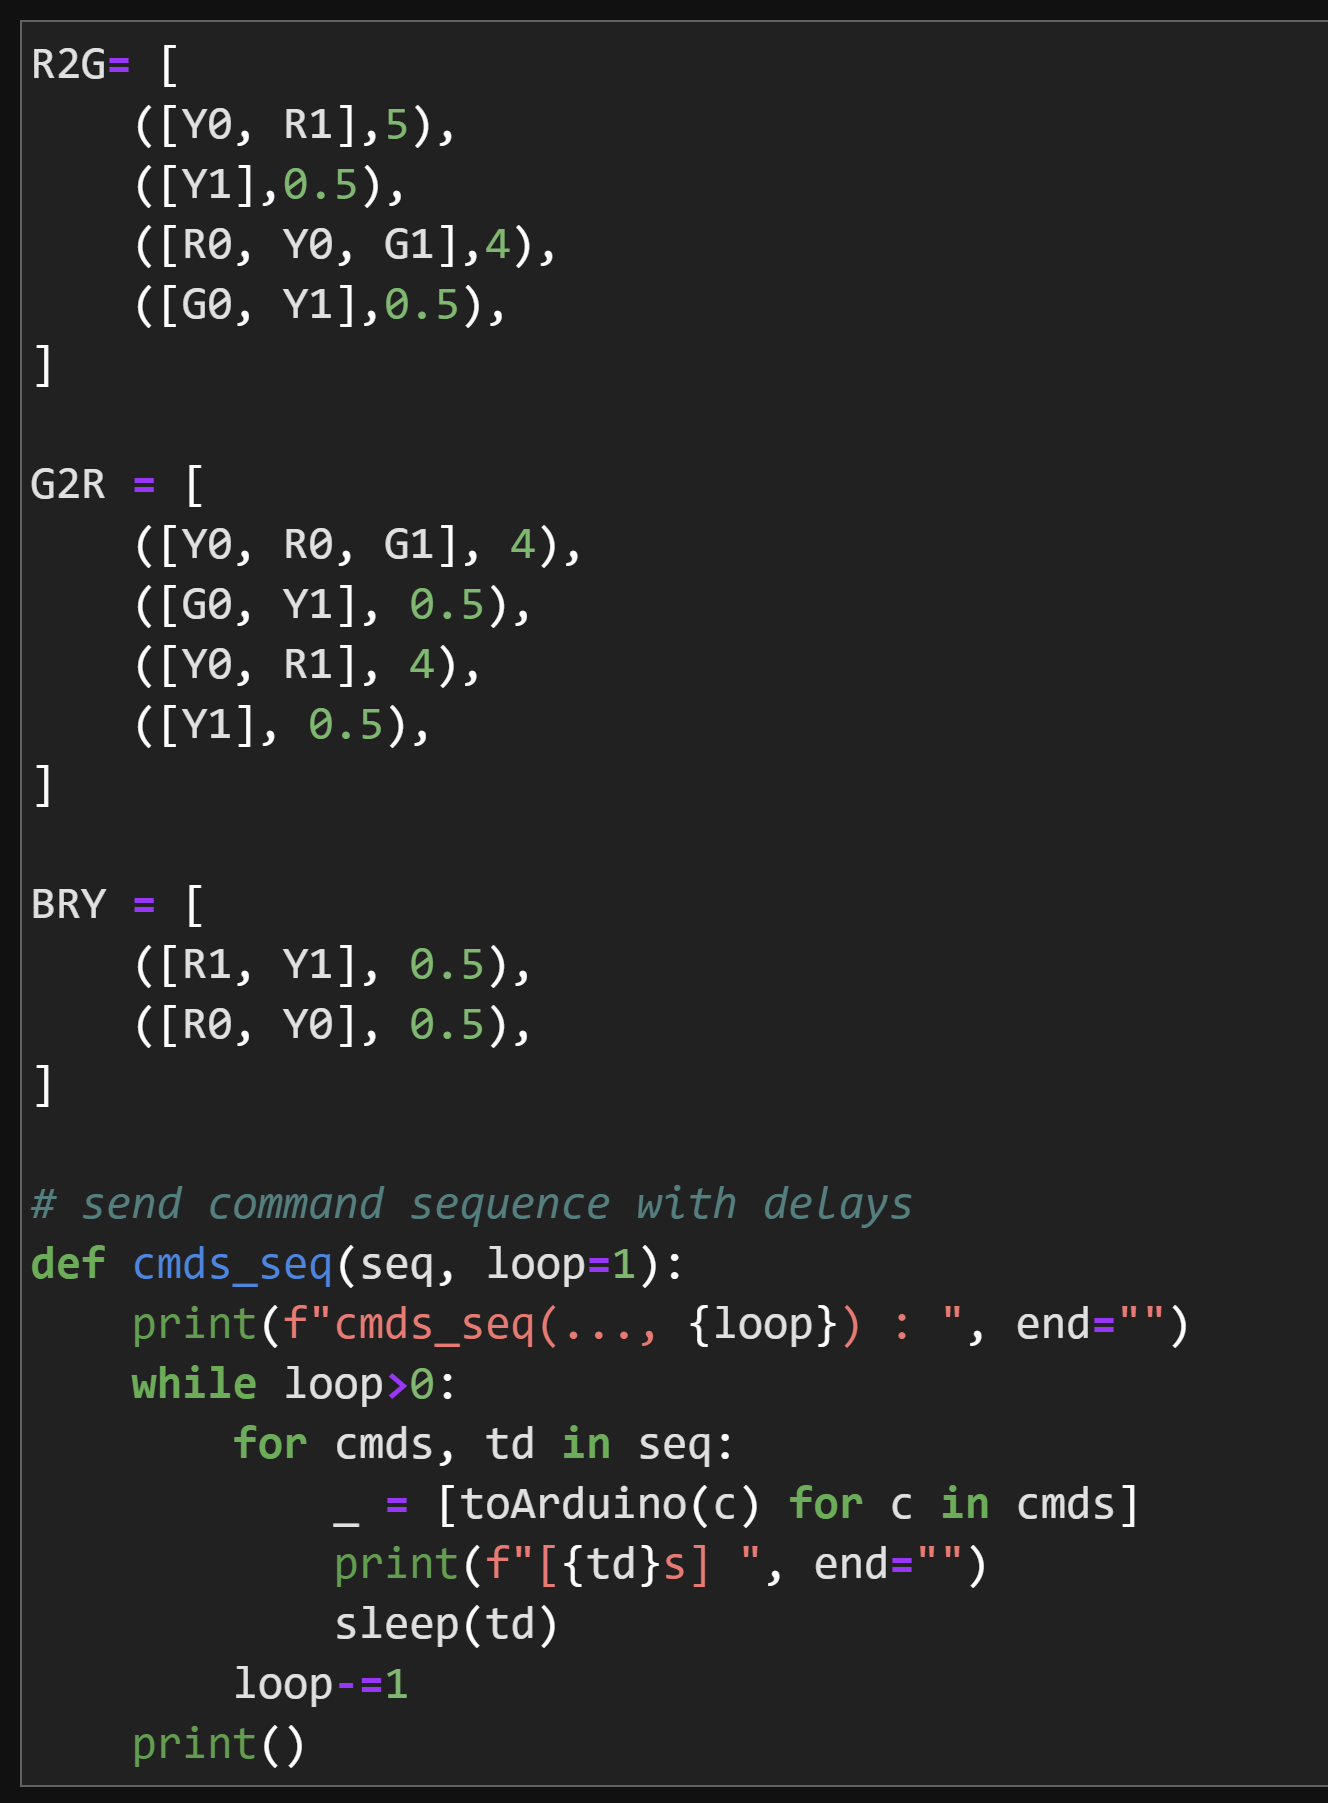 R2G= [
    ([Y0, R1],5),
    ([Y1],0.5),
    ([R0, Y0, G1],4),
    ([G0, Y1],0.5),
]

G2R = [
    ([Y0, R0, G1], 4),
    ([G0, Y1], 0.5),
    ([Y0, R1], 4),
    ([Y1], 0.5),
]

BRY = [
    ([R1, Y1], 0.5),
    ([R0, Y0], 0.5),
]

# send command sequence with delays
def cmds_seq(seq, loop=1):
    print(f"cmds_seq(..., {loop}) : ", end="")
    while loop>0:
        for cmds, td in seq:
            _ = [toArduino(c) for c in cmds]
            print(f"[{td}s] ", end="")
            sleep(td)
        loop-=1
    print()